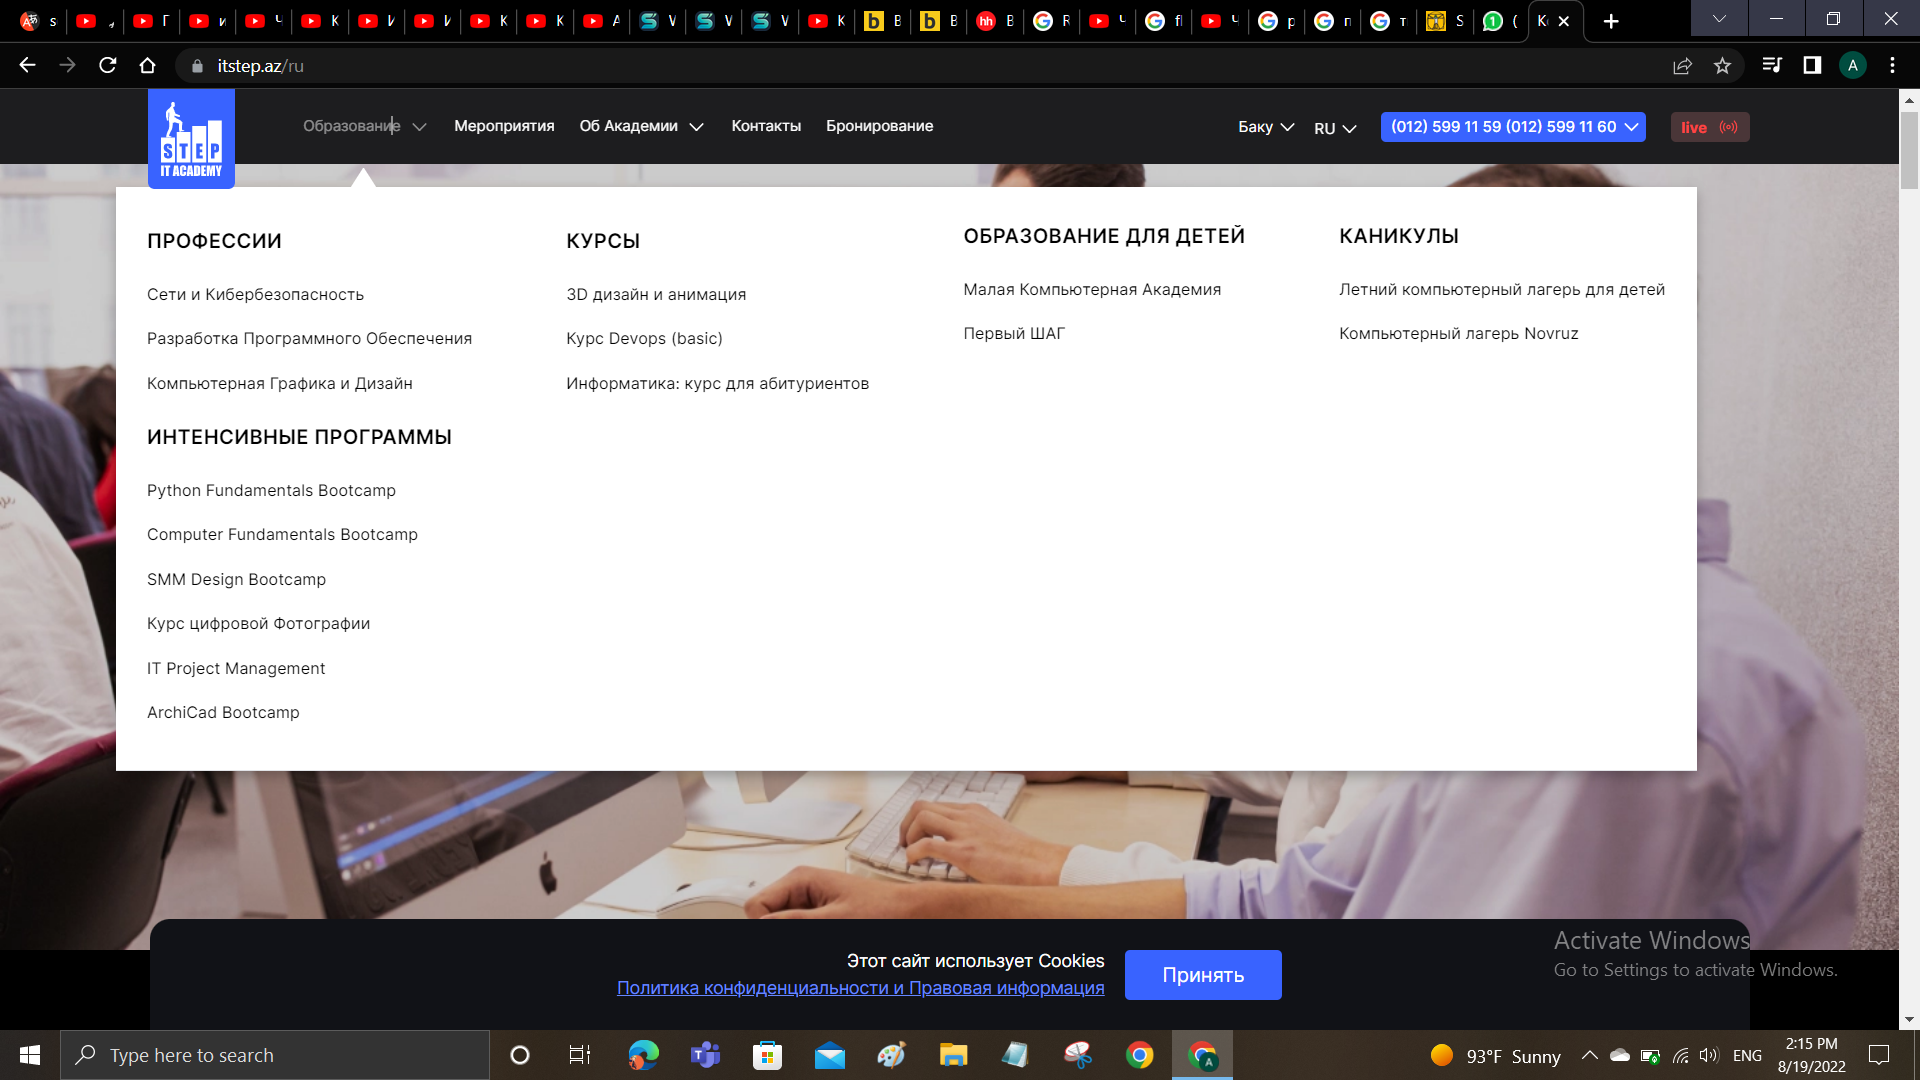 itstep.az/ru
A
STEP
IT ACADEMY
Образование
Мероприятия
Об Академии
Контакты
Бронирование
Баку
RU
(012) 599 11 59 (012) 599 11 60
live
ПРОФЕССИИ
Сети и Кибербезопасность
Разработка Программного Обеспечения
Компьютерная Графика и Дизайн
ИНТЕНСИВНЫЕ ПРОГРАММЫ
Python Fundamentals Bootcamp
Computer Fundamentals Bootcamp
SMM Design Bootcamp
Курс цифровой Фотографии
IT Project Management
ArchiCad Bootcamp
КУРСЫ
3D дизайн и анимация
Курс Devops (basic)
Информатика: курс для абитуриентов
ОБРАЗОВАНИЕ ДЛЯ ДЕТЕЙ
Малая Компьютерная Академия
Первый ШАГ
КАНИКУЛЫ
Летний компьютерный лагерь для детей
Компьютерный лагерь Novruz
Этот сайт использует Cookies
Политика конфиденциальности и Правовая информация
Принять
Activate Windows
Go to Settings to activate Windows.
Type here to search
93°F Sunny
ENG
2:15 PM
8/19/2022